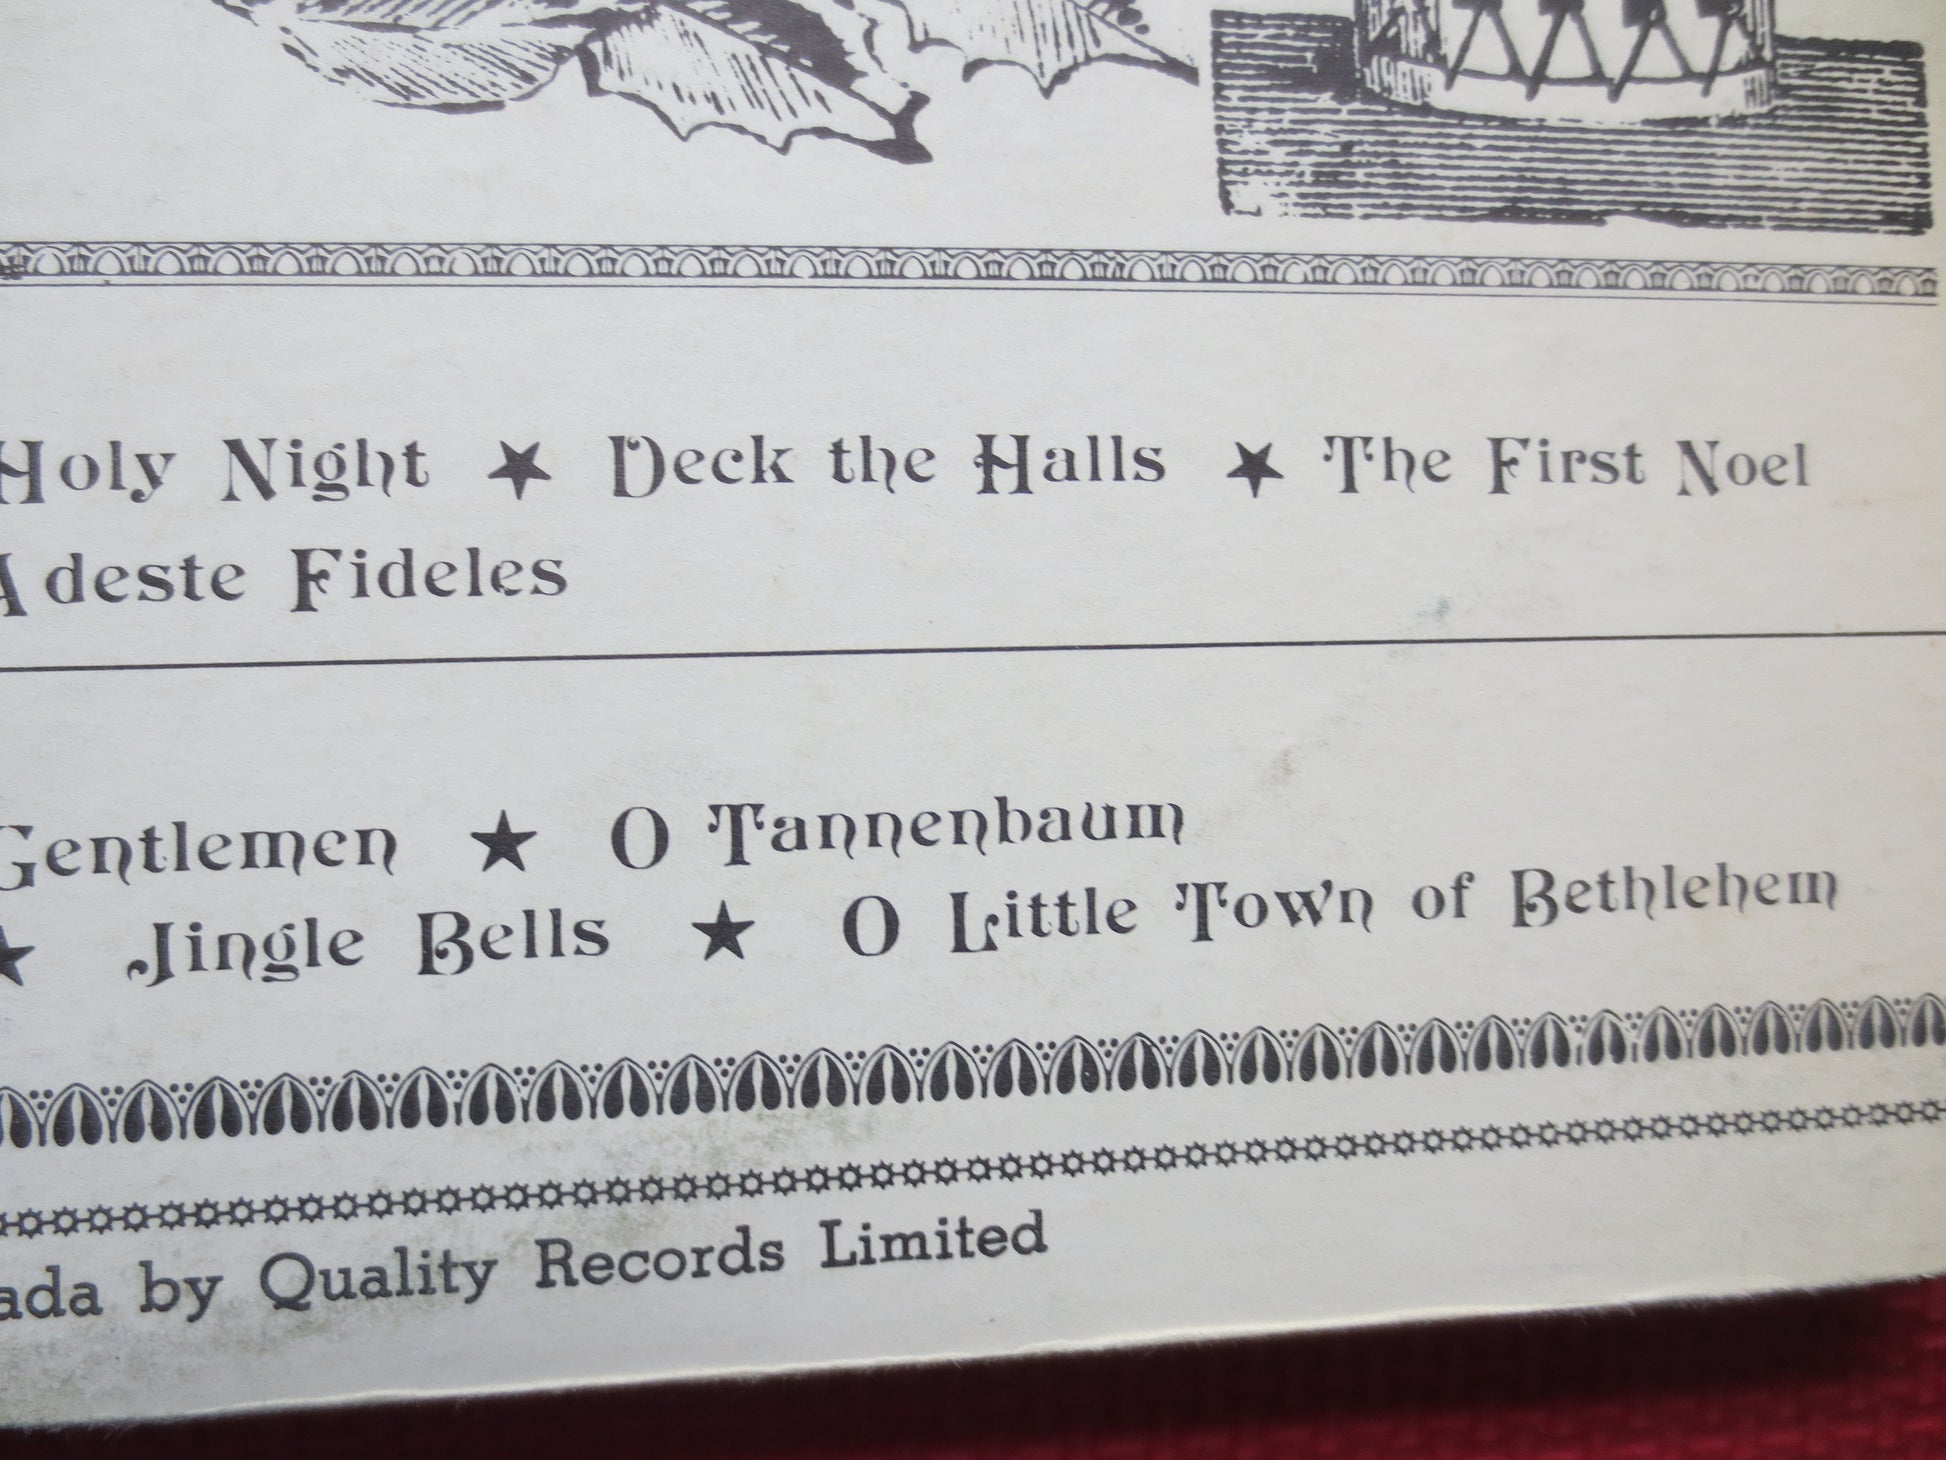 Holy Night ★ Deck the Halls ★ The First Noel
Adeste Fideles
Gentlemen ★ O Tannenbaum
★ Jingle Bells ★ O Little Town of Bethlehem
ada by Quality Records Limited